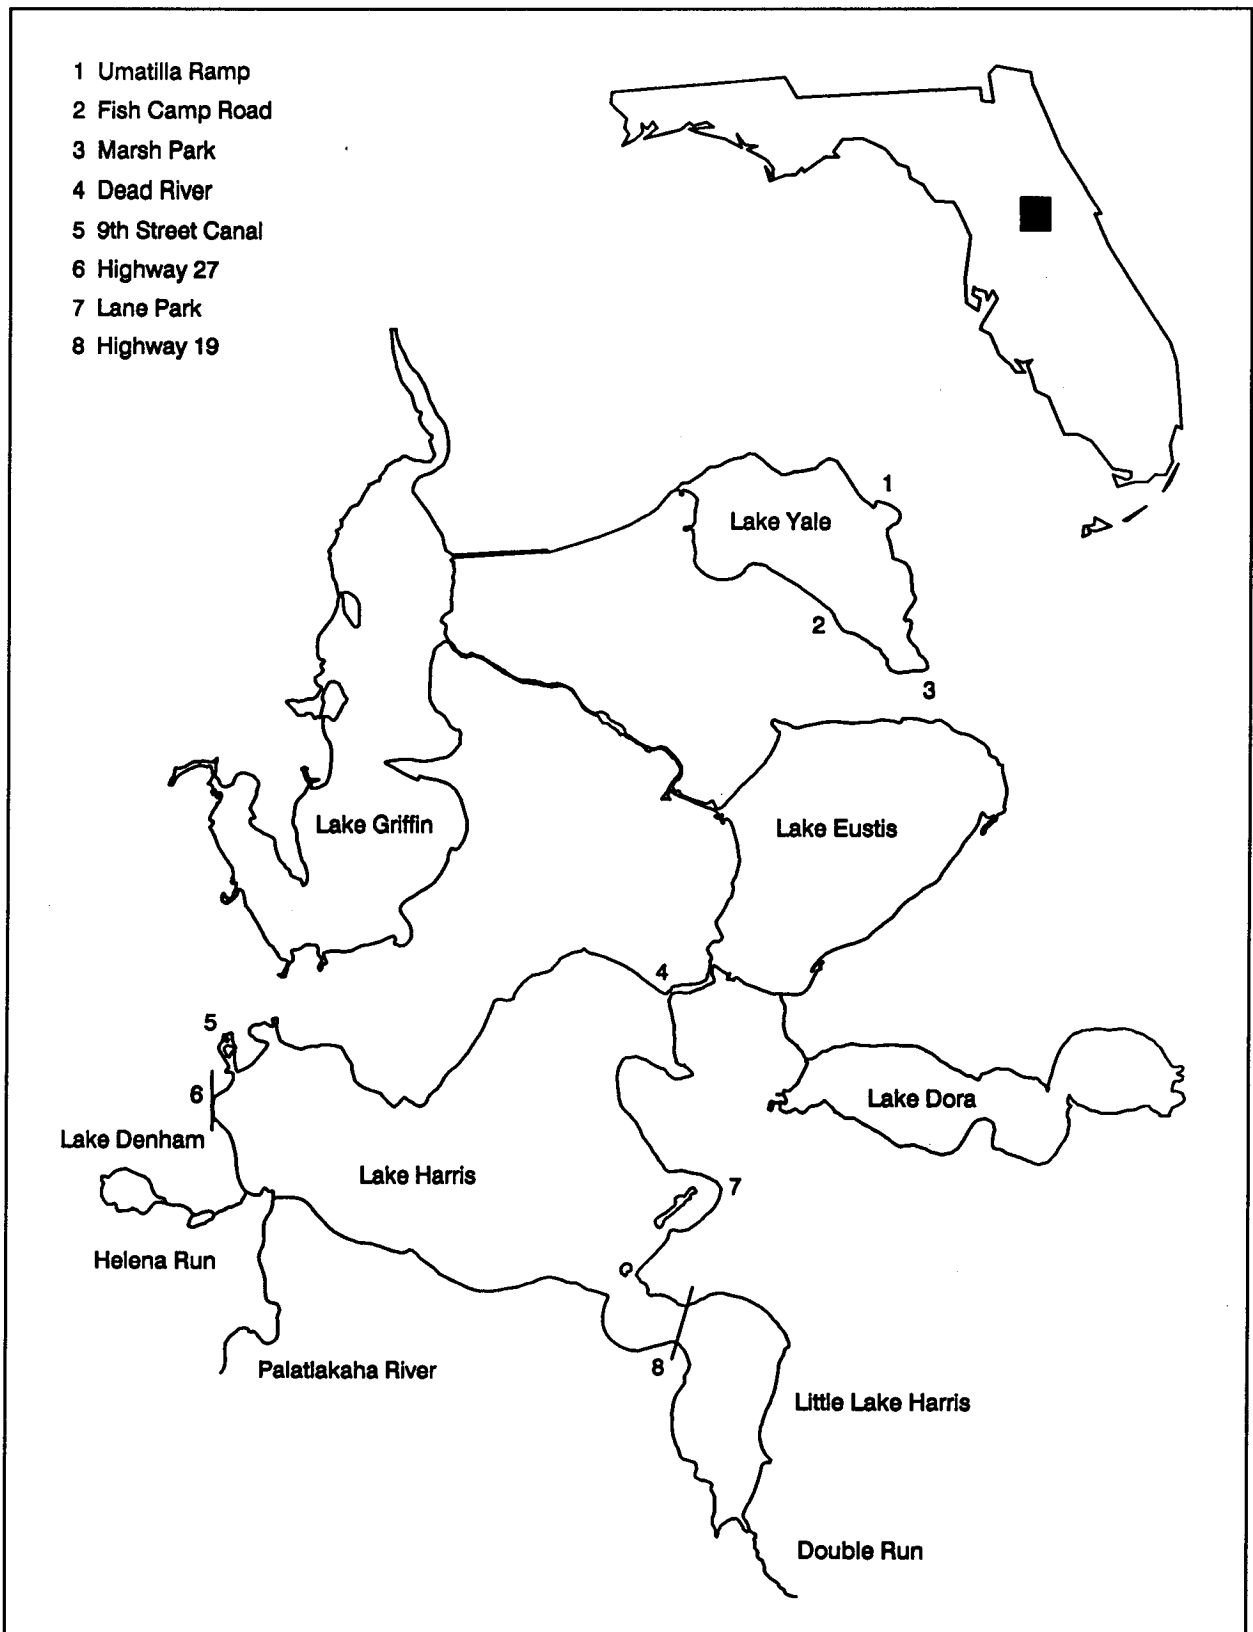 1 Umatilla Ramp
2 Fish Camp Road
3 Marsh Park
4 Dead River
5 9th Street Canal
6 Highway 27
7 Lane Park
8 Highway 19
1
Lake Yale
2
3
Lake Griffin
Lake Eustis
4
5
6
Lake Dora
Lake Denham
Lake Harris
7
Helena Run
Palatlakaha River
8
Little Lake Harris
Double Run